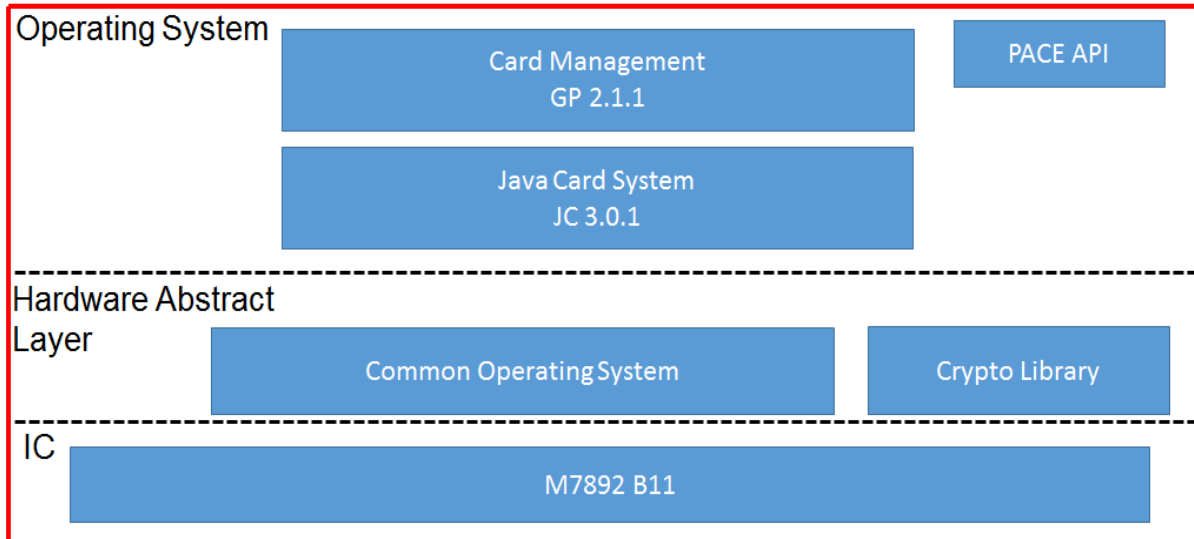 Operating System
Card Management
GP 2.1.1
PACE API
Java Card System
JC 3.0.1
Hardware Abstract
Layer
Common Operating System
Crypto Library
IC
M7892 B11